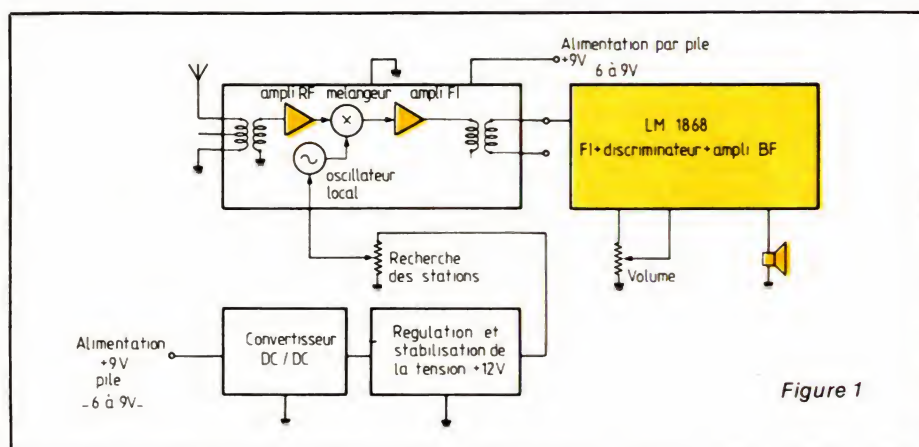 Alimentation par pile
+9V
6 à 9V
ampli RF
melangeur
ampli FI
oscillateur
local
LM 1868
FI+discriminateur+ampli BF
Recherche
des stations
Volume
Alimentation
+9V
pile
-6 à 9V-
Convertisseur
DC / DC
Regulation et
stabilisation de
la tension +12V
Figure 1